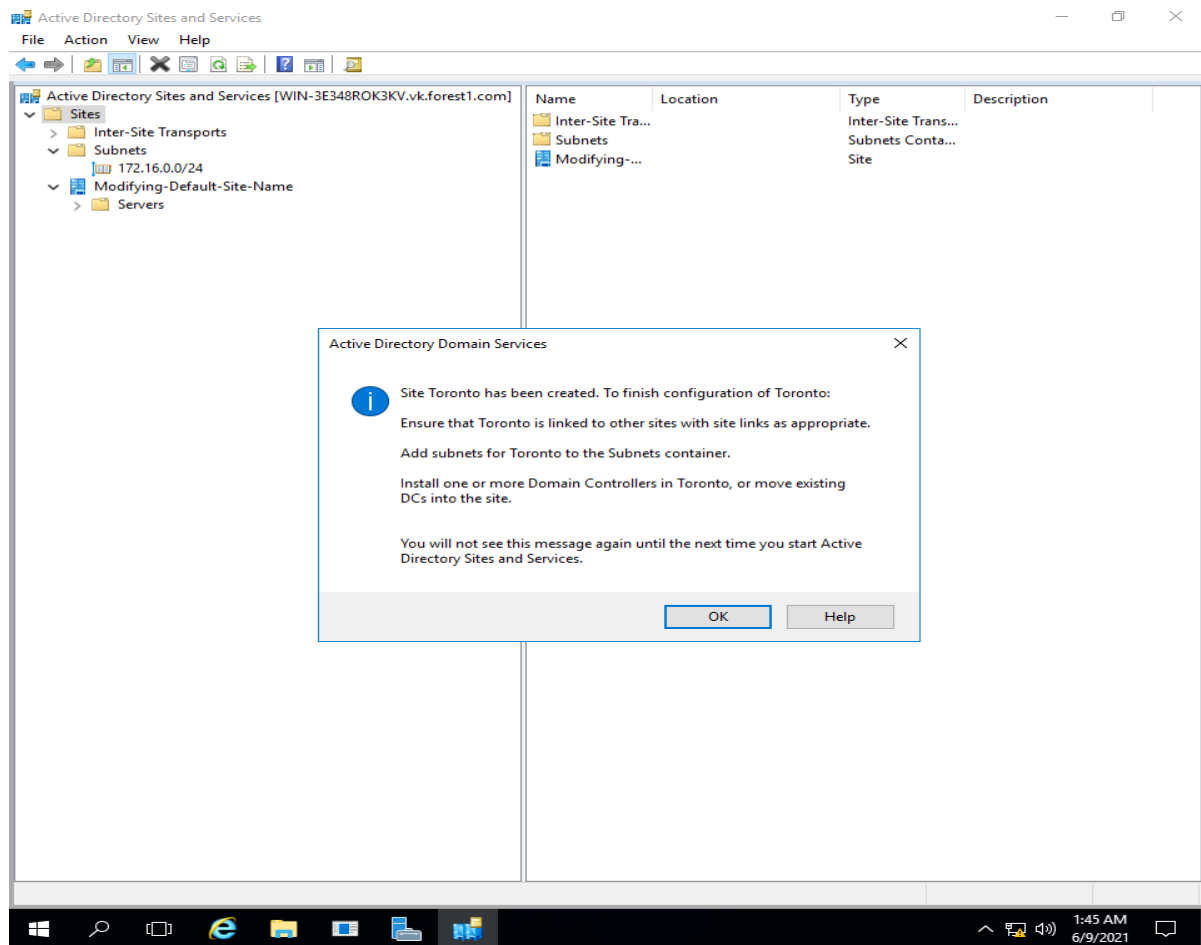 Active Directory Sites and Services
File Action View Help
Active Directory Sites and Services [WIN-3E348ROK3KV.vk.forest1.com]
Sites
Inter-Site Transports
Subnets
172.16.0.0/24
Modifying-Default-Site-Name
Servers
Name Location Type Description
Inter-Site Tra... Inter-Site Trans...
Subnets Subnets Conta...
Modifying-... Site
Active Directory Domain Services
Site Toronto has been created. To finish configuration of Toronto:
Ensure that Toronto is linked to other sites with site links as appropriate.
Add subnets for Toronto to the Subnets container.
Install one or more Domain Controllers in Toronto, or move existing
DCs into the site.
You will not see this message again until the next time you start Active
Directory Sites and Services.
OK Help
1:45 AM
6/9/2021